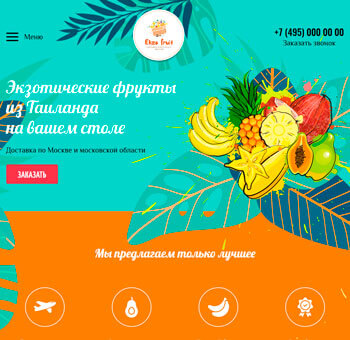 Меню
Ekzo fruit
+7 (495) 000 00 00
Заказать звонок
Экзотические фрукты
из Таиланда
на вашем столе
Доставка по Москве и московской области
ЗАКАЗАТЬ
Мы предлагаем только лучшее